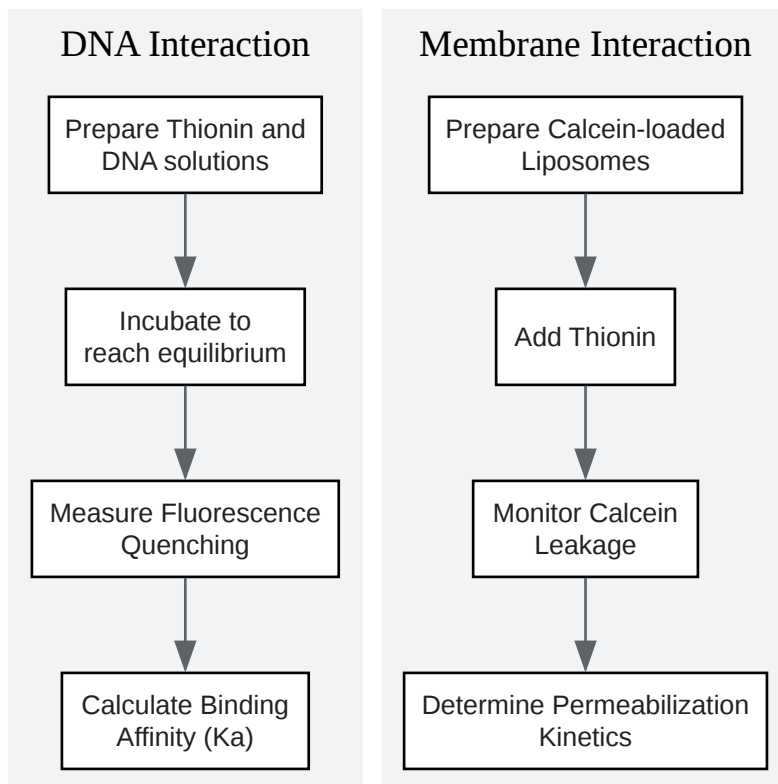 DNA Interaction
Prepare Thionin and
DNA solutions
Incubate to
reach equilibrium
Measure Fluorescence
Quenching
Calculate Binding
Affinity (Ka)
Membrane Interaction
Prepare Calcein-loaded
Liposomes
Add Thionin
Monitor Calcein
Leakage
Determine Permeabilization
Kinetics